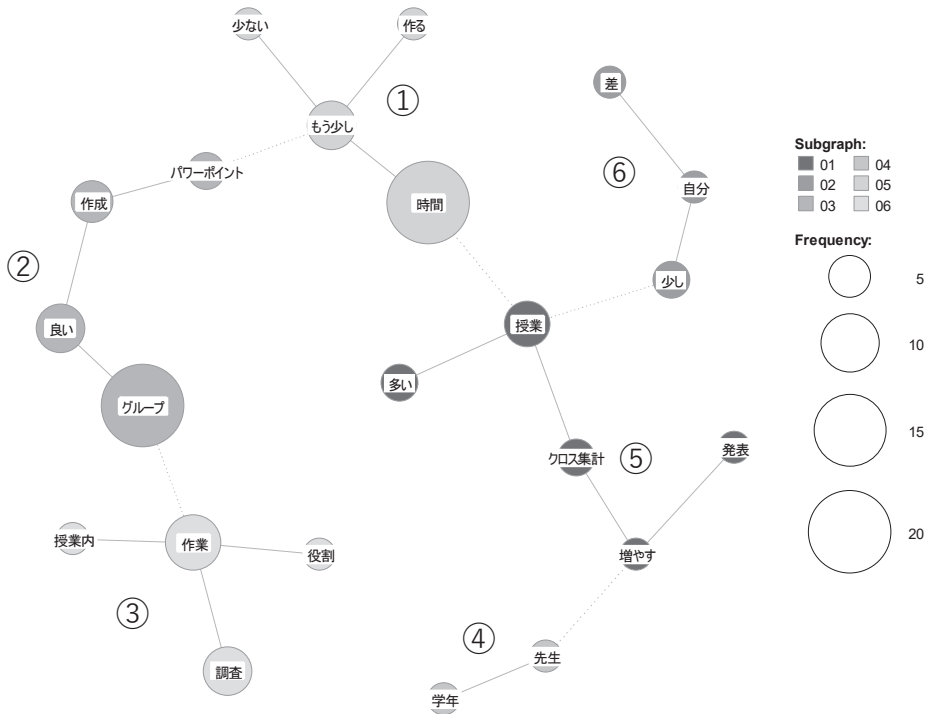 少ない
作る
①
もう少し
差
パワーポイント
⑥
自分
作成
時間
②
少し
良い
授業
多い
グループ
クロス集計
⑤
発表
授業内
作業
役割
増やす
③
④
先生
調査
学年
Subgraph:
01
04
02
05
03
06
Frequency:
5
10
15
20